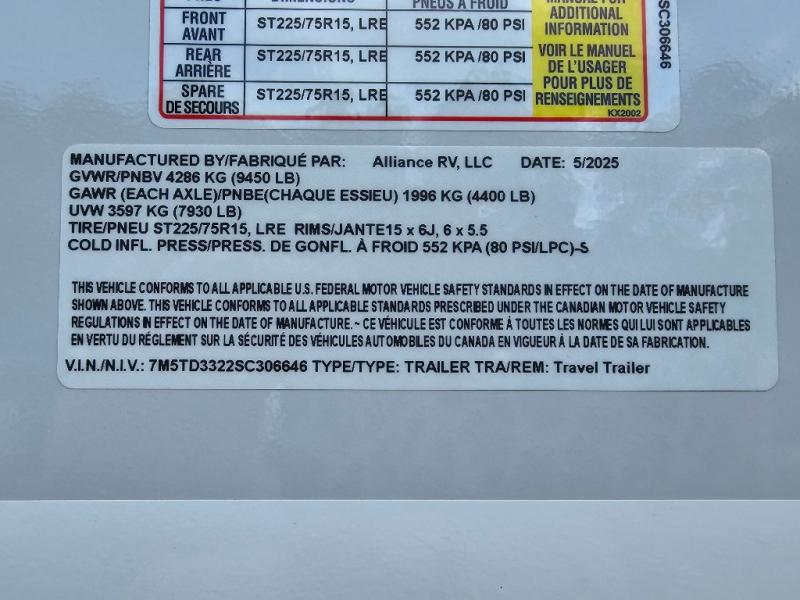 DIMENSIONS PNEUS À FROID MANUAL FOR
FRONT ST225/75R15, LRE 552 KPA /80 PSI ADDITIONAL
AVANT INFORMATION
REAR ST225/75R15, LRE 552 KPA /80 PSI VOIR LE MANUEL
ARRIÈRE DE L'USAGER
SPARE ST225/75R15, LRE 552 KPA /80 PSI POUR PLUS DE
DE SECOURS RENSEIGNEMENTS
KX2002
SC306646
MANUFACTURED BY/FABRIQUÉ PAR: Alliance RV, LLC DATE: 5/2025
GVWR/PNBV 4286 KG (9450 LB)
GAWR (EACH AXLE)/PNBE(CHAQUE ESSIEU) 1996 KG (4400 LB)
UVW 3597 KG (7930 LB)
TIRE/PNEU ST225/75R15, LRE RIMS/JANTE15 x 6J, 6 x 5.5
COLD INFL. PRESS/PRESS. DE GONFL. À FROID 552 KPA (80 PSI/LPC)-S
THIS VEHICLE CONFORMS TO ALL APPLICABLE U.S. FEDERAL MOTOR VEHICLE SAFETY STANDARDS IN EFFECT ON THE DATE OF MANUFACTURE
SHOWN ABOVE. THIS VEHICLE CONFORMS TO ALL APPLICABLE STANDARDS PRESCRIBED UNDER THE CANADIAN MOTOR VEHICLE SAFETY
REGULATIONS IN EFFECT ON THE DATE OF MANUFACTURE. ~ CE VÉHICULE EST CONFORME À TOUTES LES NORMES QUI LUI SONT APPLICABLES
EN VERTU DU RÉGLEMENT SUR LA SÉCURITÉ DES VÉHICULES AUTOMOBILES DU CANADA EN VIGUEUR À LA DATE DE SA FABRICATION.
V.I.N./N.I.V.: 7M5TD3322SC306646 TYPE/TYPE: TRAILER TRA/REM: Travel Trailer